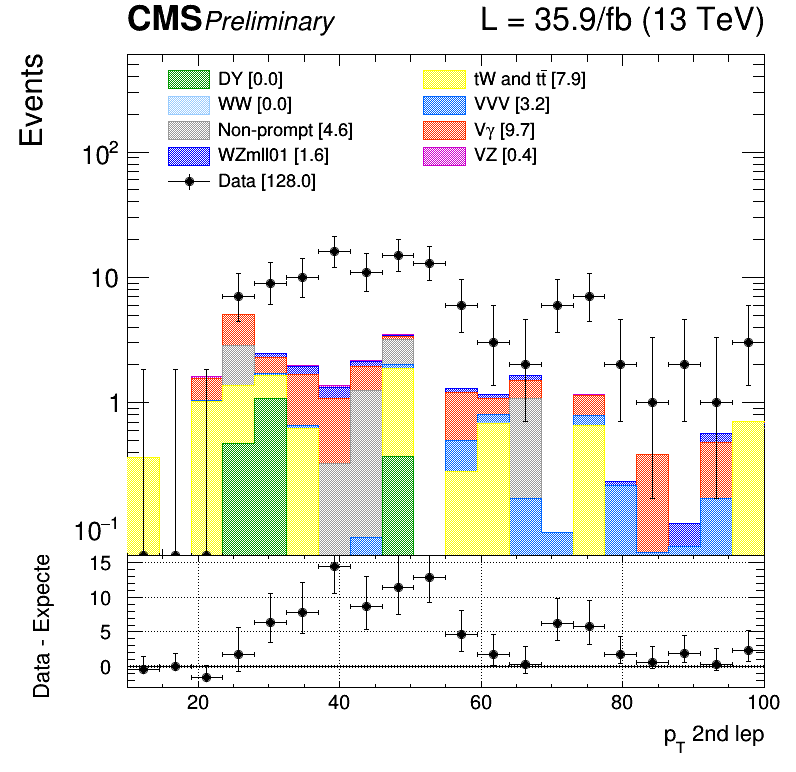 CMS Preliminary L = 35.9/fb (13 TeV)
Events
DY [0.0]
WW [0.0]
Non-prompt [4.6]
WZmll01 [1.6]
Data [128.0]
tW and tt̄ [7.9]
VVV [3.2]
Vγ [9.7]
VZ [0.4]
10²
10
1
10⁻¹
Data - Expecte
15
10
5
0
20 40 60 80 100
p_T 2nd lep